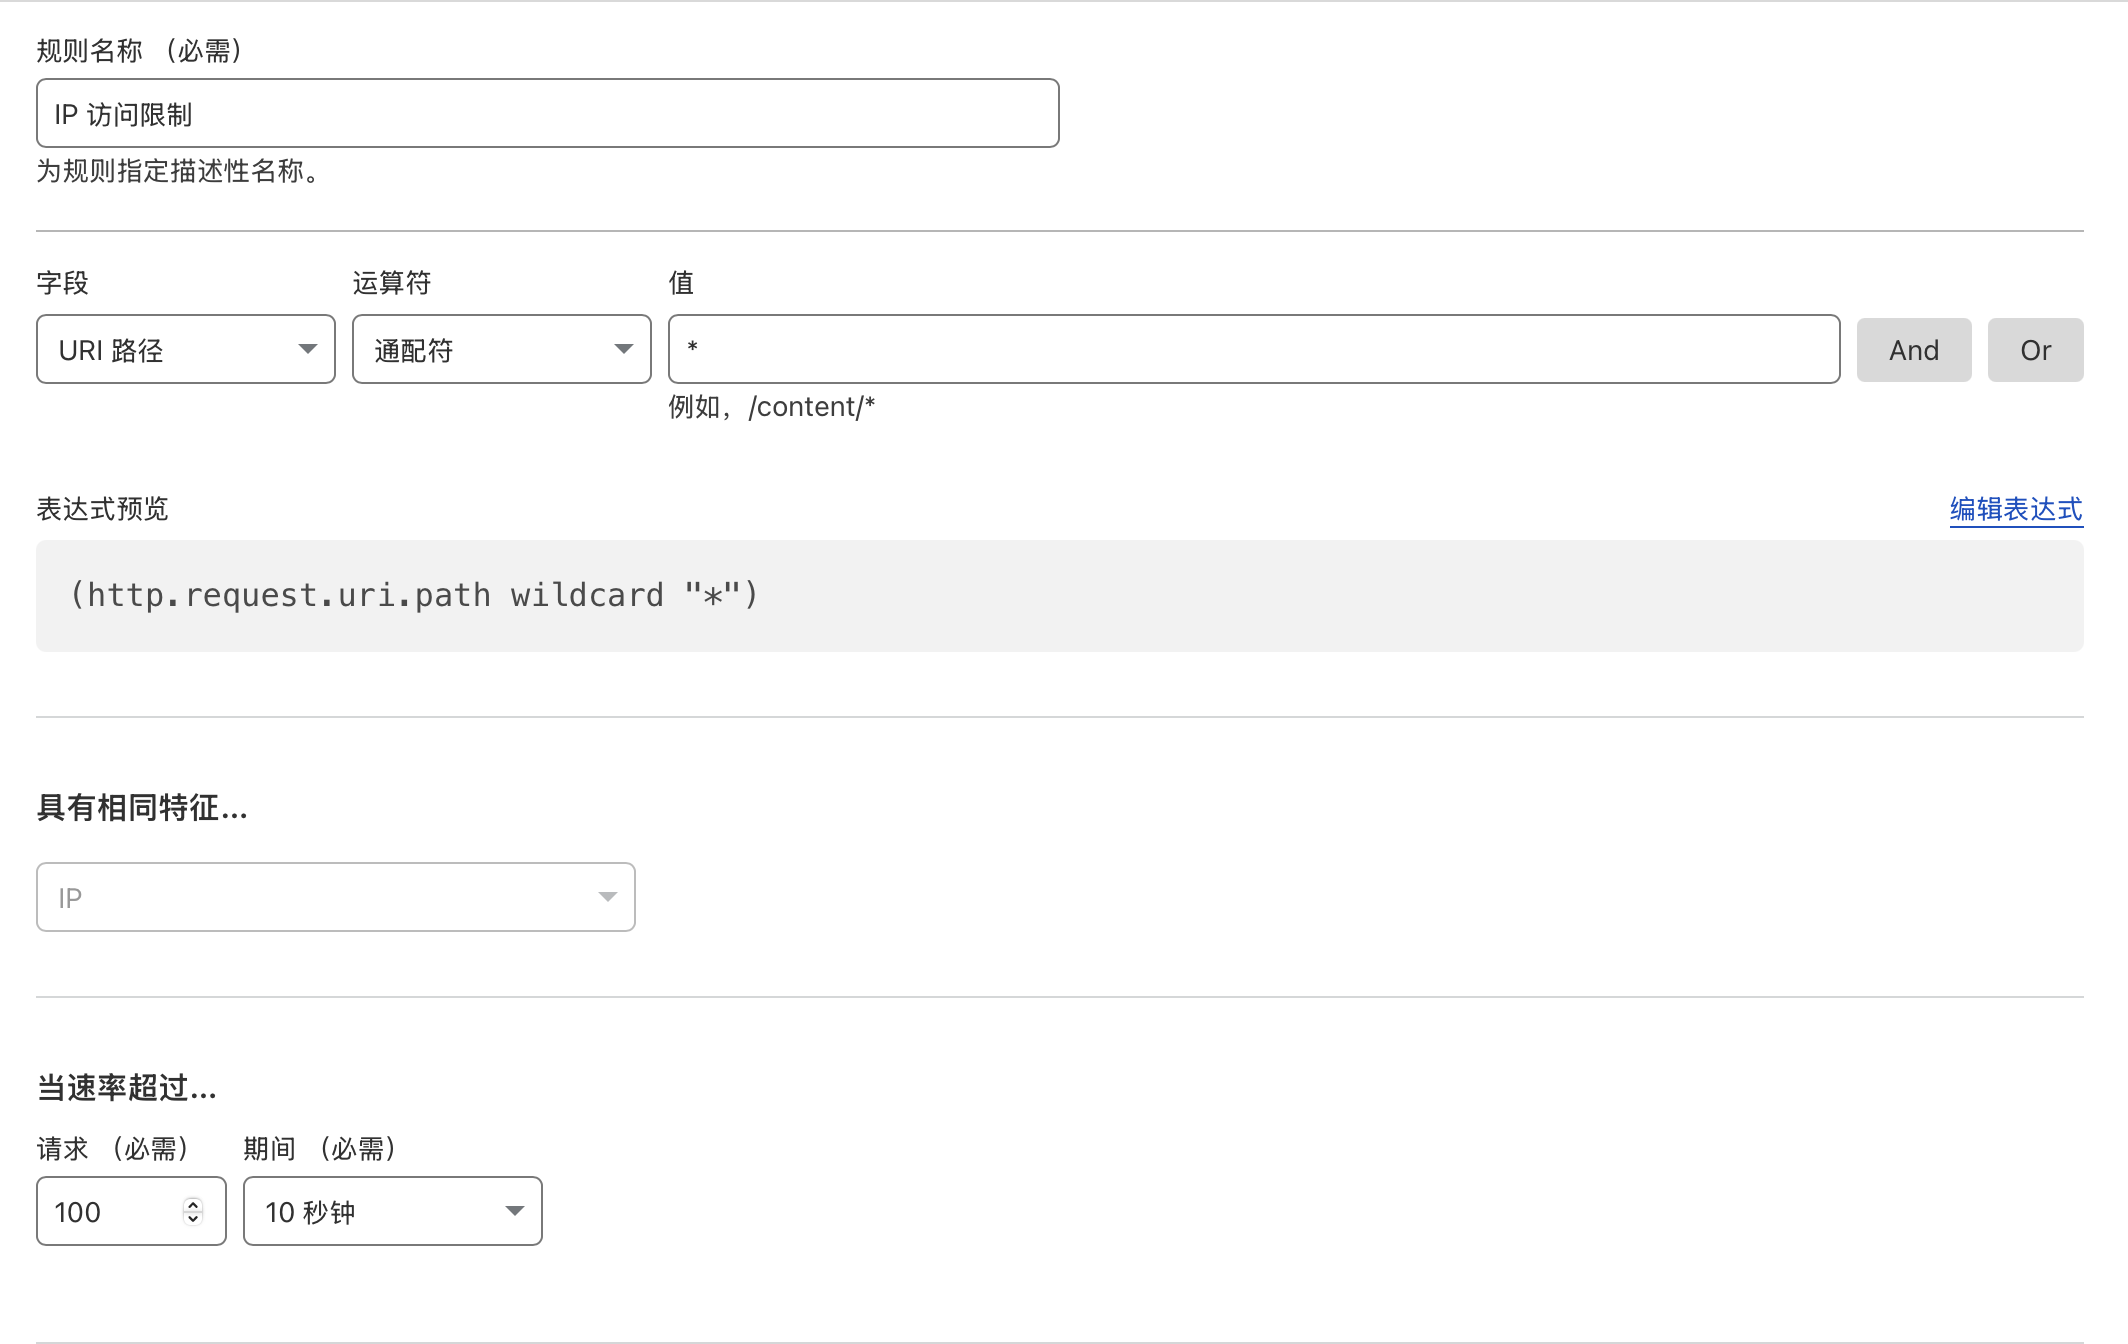 规则名称 （必需）
IP 访问限制
为规则指定描述性名称。
字段 运算符 值
URI 路径 通配符 * And Or
例如，/content/*
表达式预览 编辑表达式
(http.request.uri.path wildcard "*")
具有相同特征...
IP
当速率超过...
请求 （必需） 期间 （必需）
100 10 秒钟